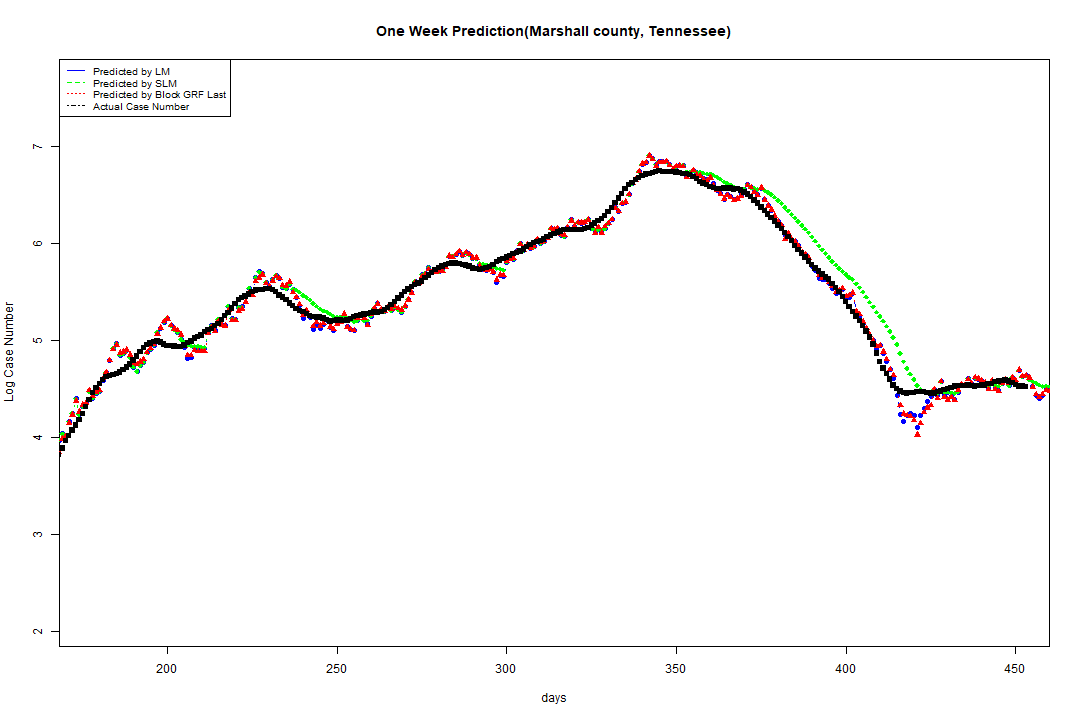 One Week Prediction(Marshall county, Tennessee)
Predicted by LM
Predicted by SLM
Predicted by Block GRF Last
Actual Case Number
Log Case Number
7
6
5
4
3
2
200 250 300 350 400 450
days